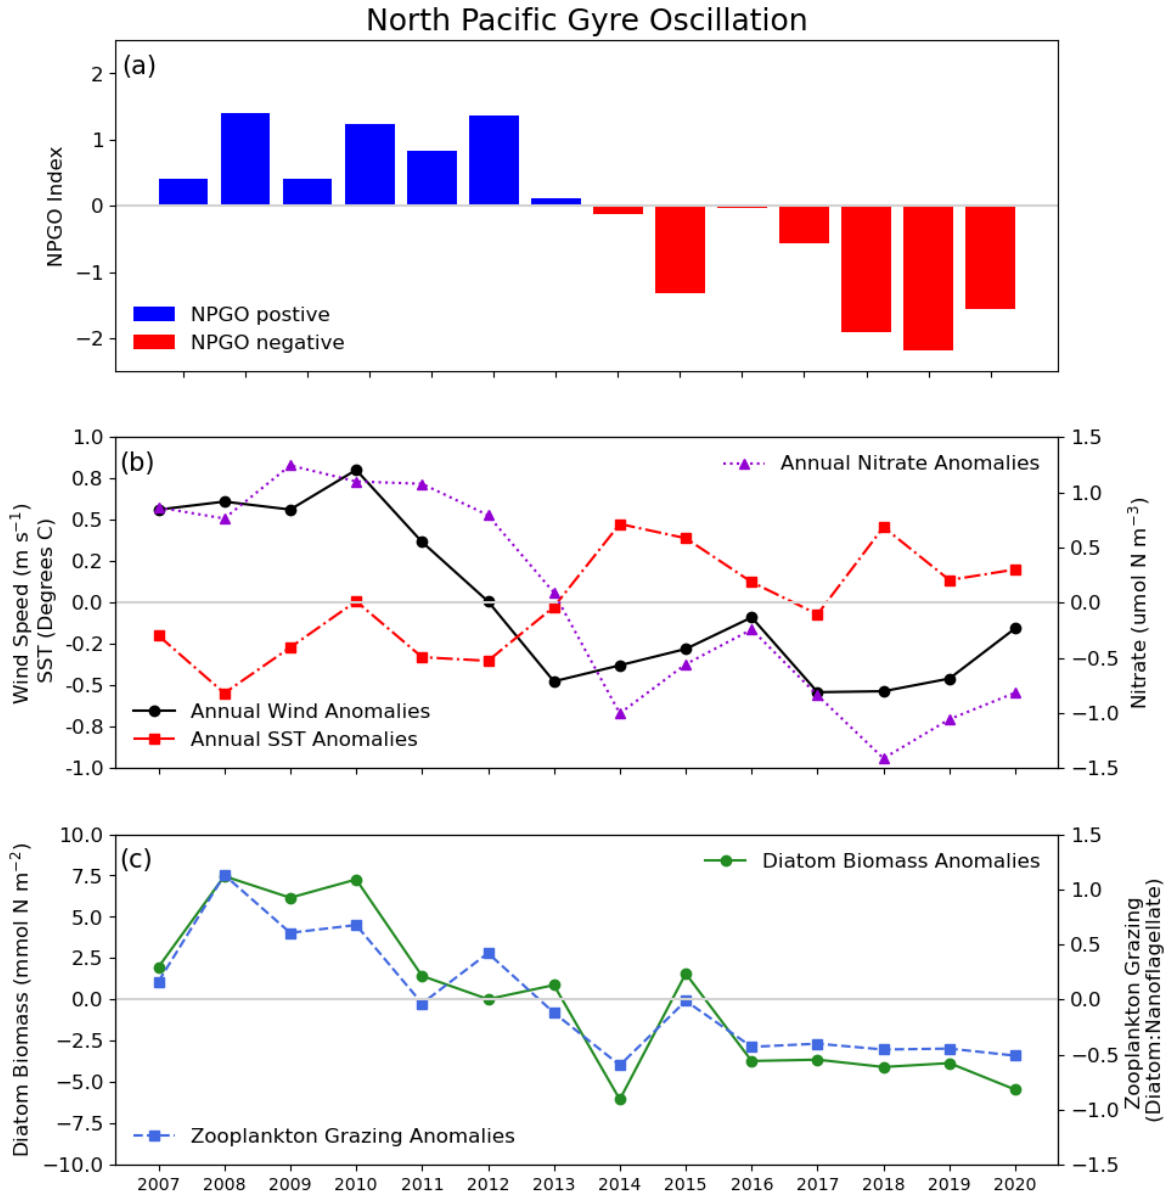 North Pacific Gyre Oscillation
(a)
2
1
0
−1
−2
NPGO Index
NPGO postive
NPGO negative
(b)
1.0
0.8
0.5
0.2
0.0
-0.2
-0.5
-0.8
-1.0
Wind Speed (m s⁻¹)
SST (Degrees C)
Annual Nitrate Anomalies
Annual Wind Anomalies
Annual SST Anomalies
1.5
1.0
0.5
0.0
−0.5
−1.0
−1.5
Nitrate (umol N m⁻³)
(c)
10.0
7.5
5.0
2.5
0.0
−2.5
−5.0
−7.5
−10.0
Diatom Biomass (mmol N m⁻²)
Diatom Biomass Anomalies
Zooplankton Grazing Anomalies
1.5
1.0
0.5
0.0
−0.5
−1.0
−1.5
Zooplankton Grazing
(Diatom:Nanoflagellate)
2007 2008 2009 2010 2011 2012 2013 2014 2015 2016 2017 2018 2019 2020